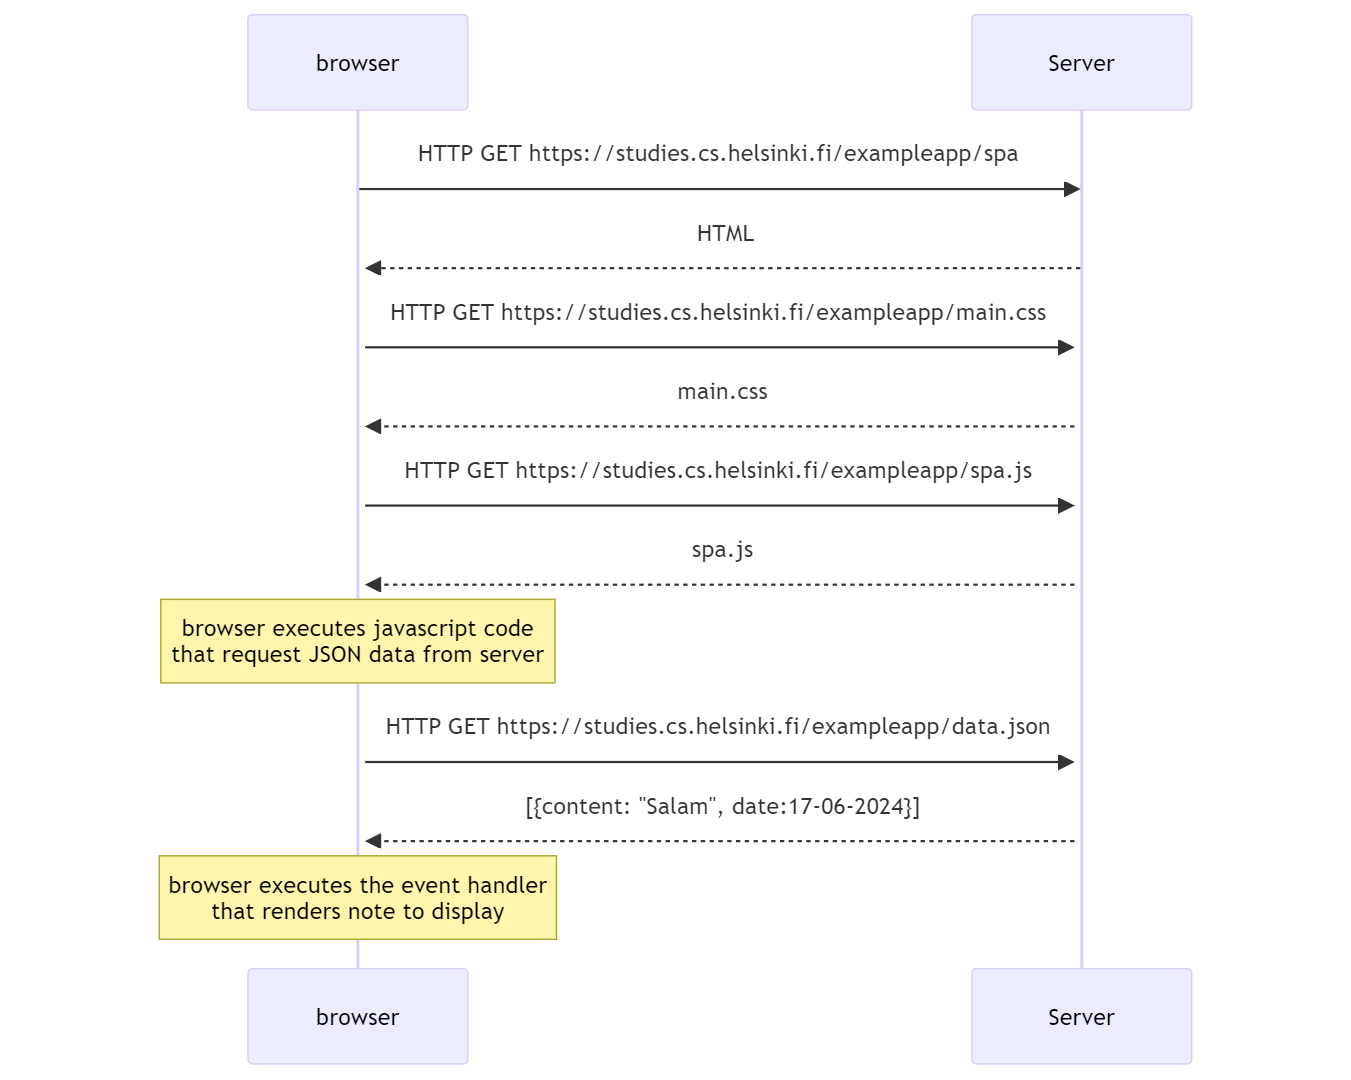 browser
Server
HTTP GET https://studies.cs.helsinki.fi/exampleapp/spa
HTML
HTTP GET https://studies.cs.helsinki.fi/exampleapp/main.css
main.css
HTTP GET https://studies.cs.helsinki.fi/exampleapp/spa.js
spa.js
browser executes javascript code
that request JSON data from server
HTTP GET https://studies.cs.helsinki.fi/exampleapp/data.json
[{content: "Salam", date:17-06-2024}]
browser executes the event handler
that renders note to display
browser
Server